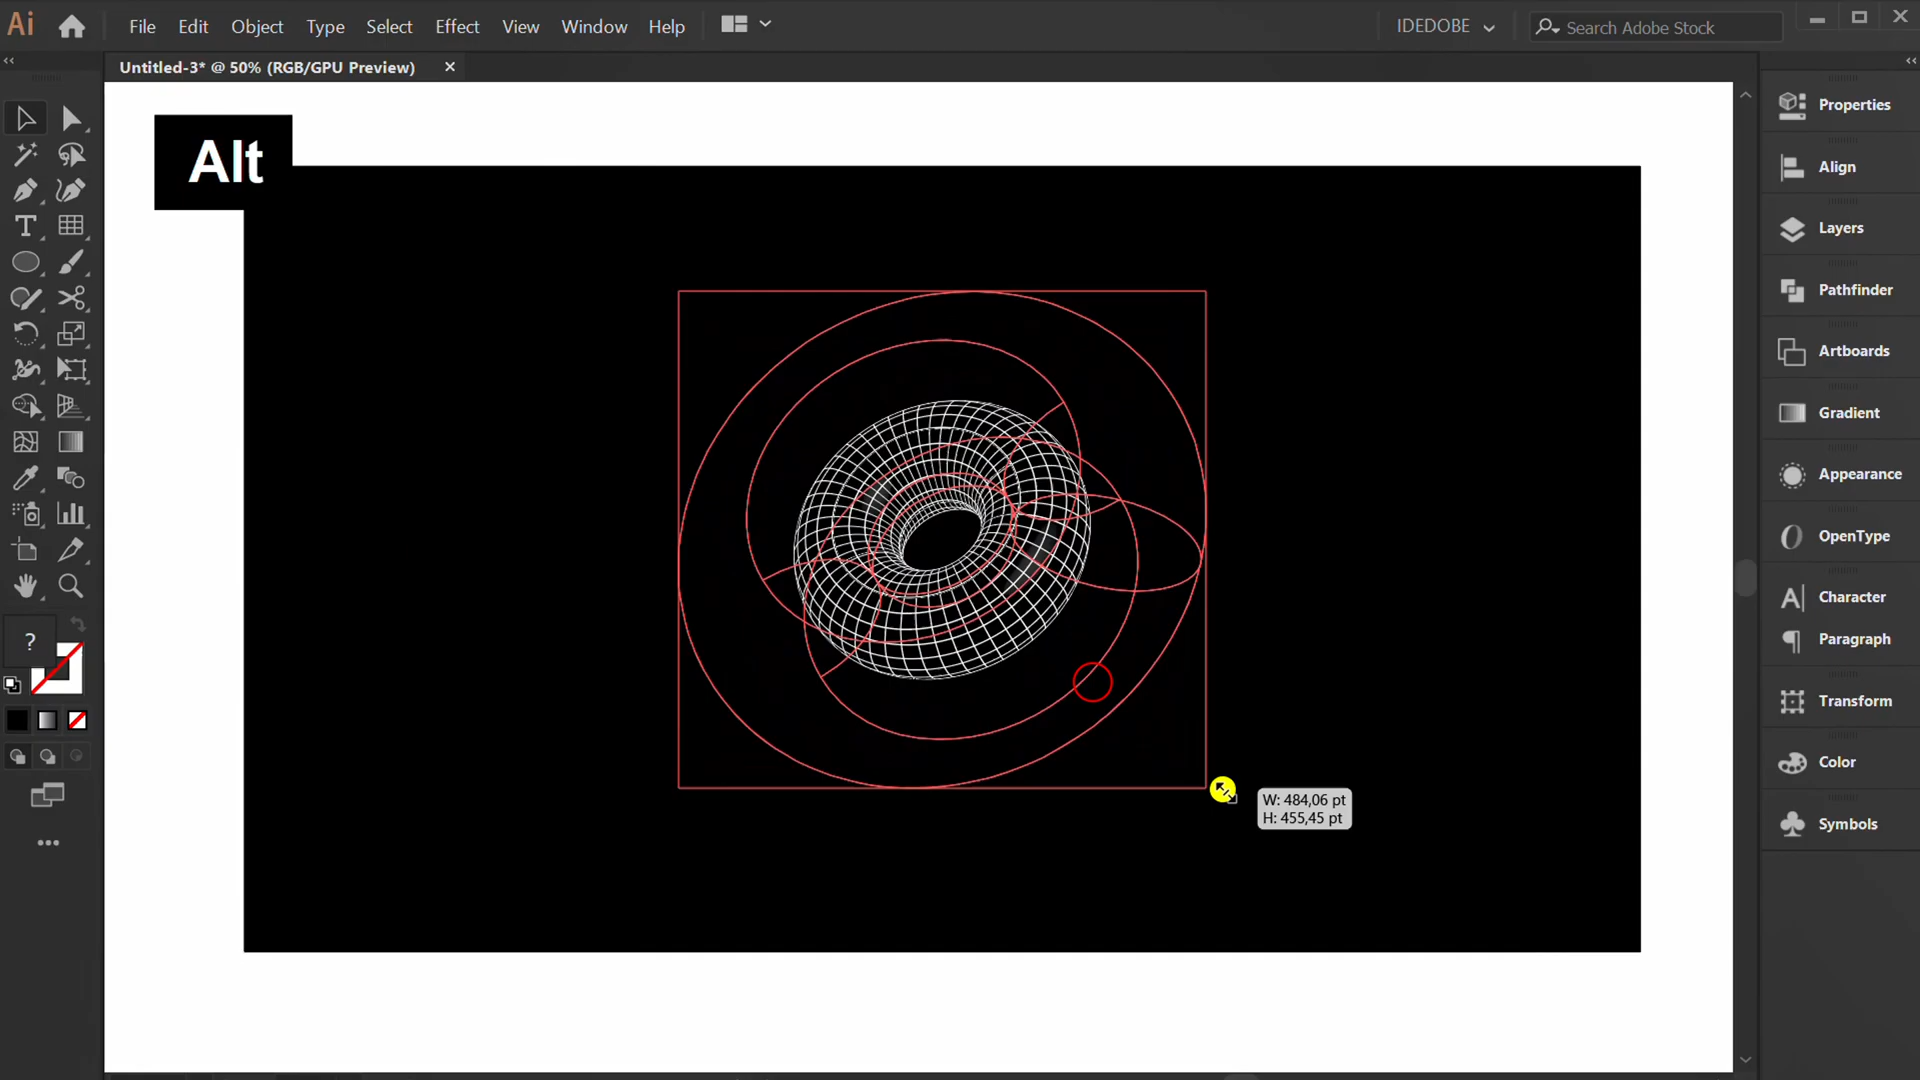 Ai
File Edit Object Type Select Effect View Window Help
IDEDOBE
Search Adobe Stock
Untitled-3* @ 50% (RGB/GPU Preview)
Alt
T
?
W: 484,06 pt
H: 455,45 pt
Properties
Align
Layers
Pathfinder
Artboards
Gradient
Appearance
OpenType
Character
Paragraph
Transform
Color
Symbols